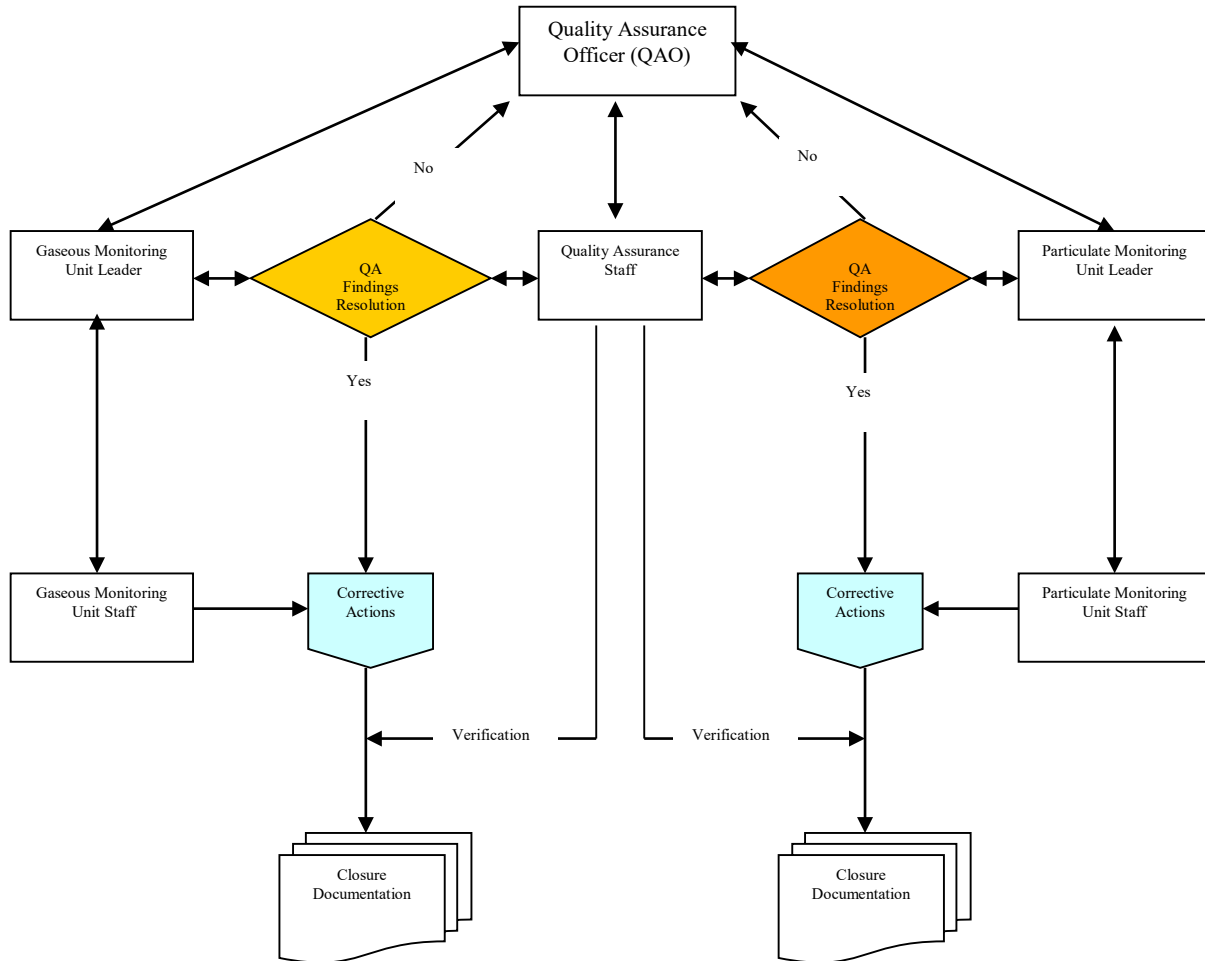 Quality Assurance
Officer (QAO)
No
No
Gaseous Monitoring
Unit Leader
QA
Findings
Resolution
Quality Assurance
Staff
QA
Findings
Resolution
Particulate Monitoring
Unit Leader
Yes
Yes
Gaseous Monitoring
Unit Staff
Corrective
Actions
Corrective
Actions
Particulate Monitoring
Unit Staff
Verification
Verification
Closure
Documentation
Closure
Documentation